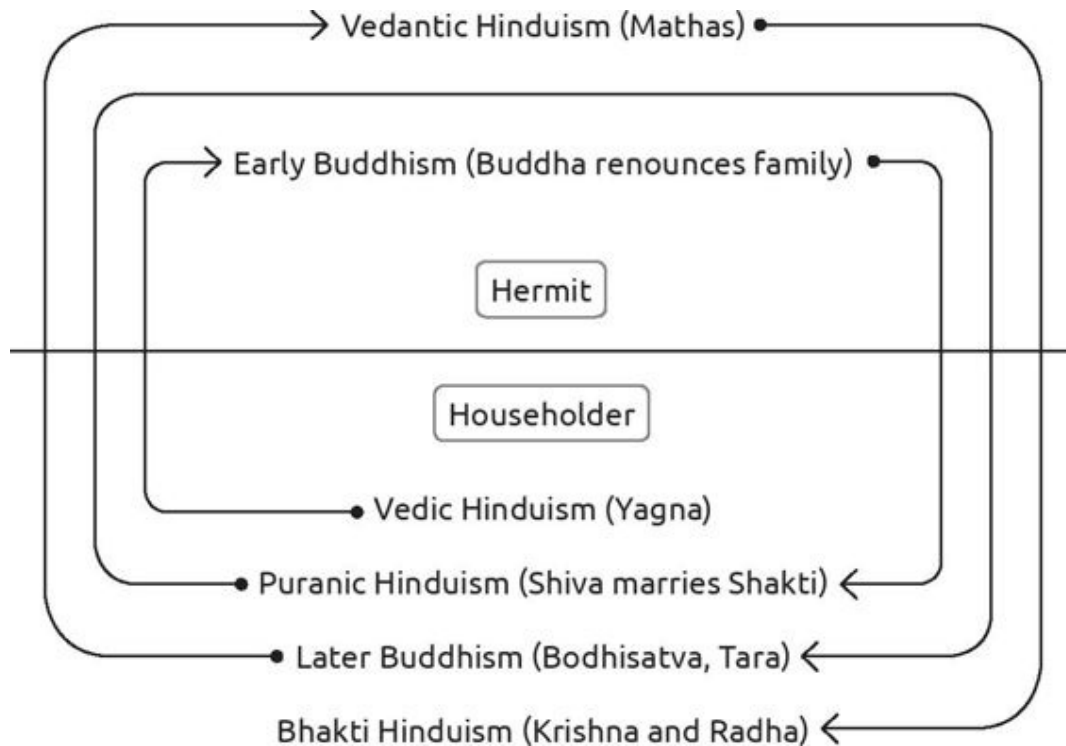 Vedantic Hinduism (Mathas)
Early Buddhism (Buddha renounces family)
Hermit
Householder
Vedic Hinduism (Yagna)
Puranic Hinduism (Shiva marries Shakti)
Later Buddhism (Bodhisatva, Tara)
Bhakti Hinduism (Krishna and Radha)